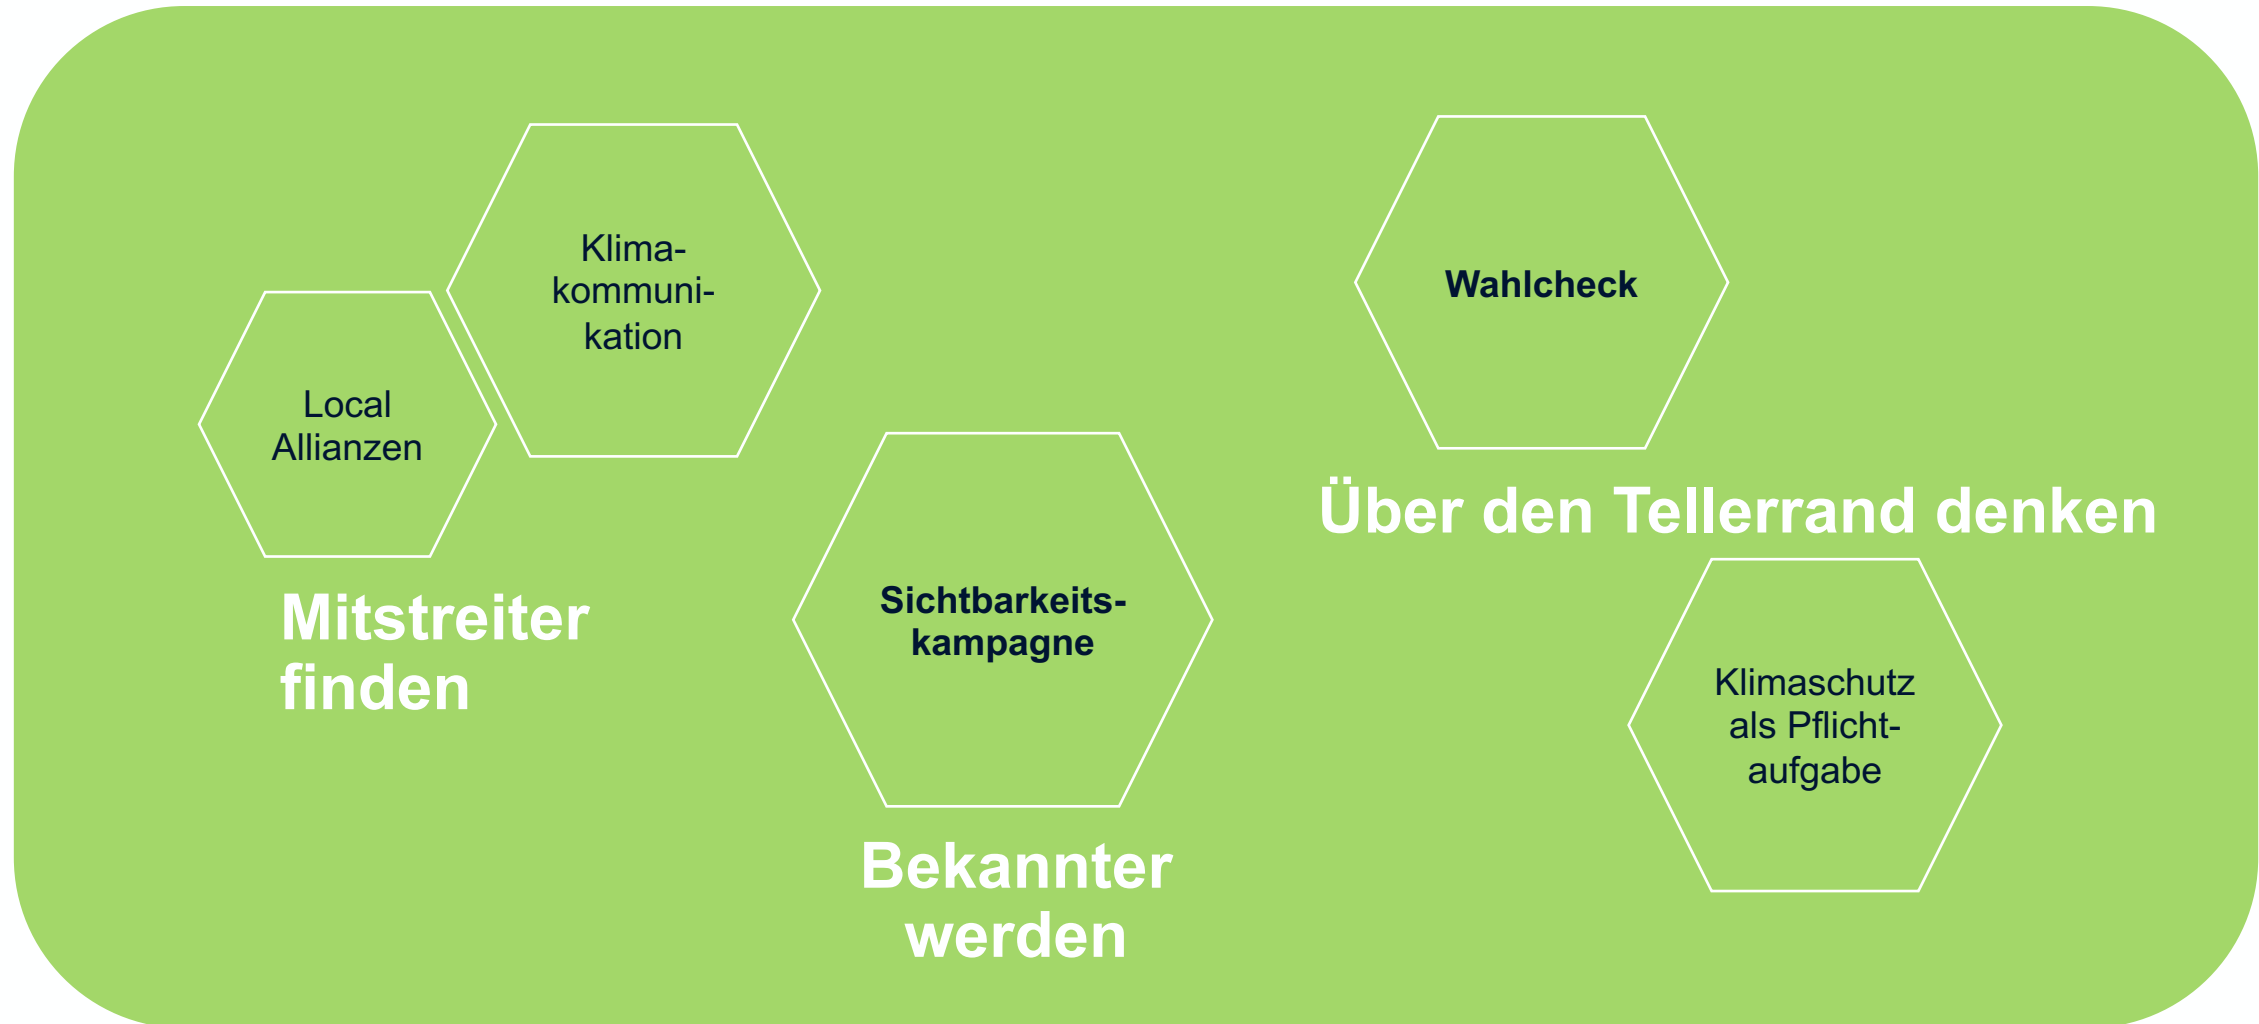 Klima-
kommuni-
kation
Local
Allianzen
Mitstreiter
finden
Sichtbarkeits-
kampagne
Bekannter
werden
Wahlcheck
Über den Tellerrand denken
Klimaschutz
als Pflicht-
aufgabe